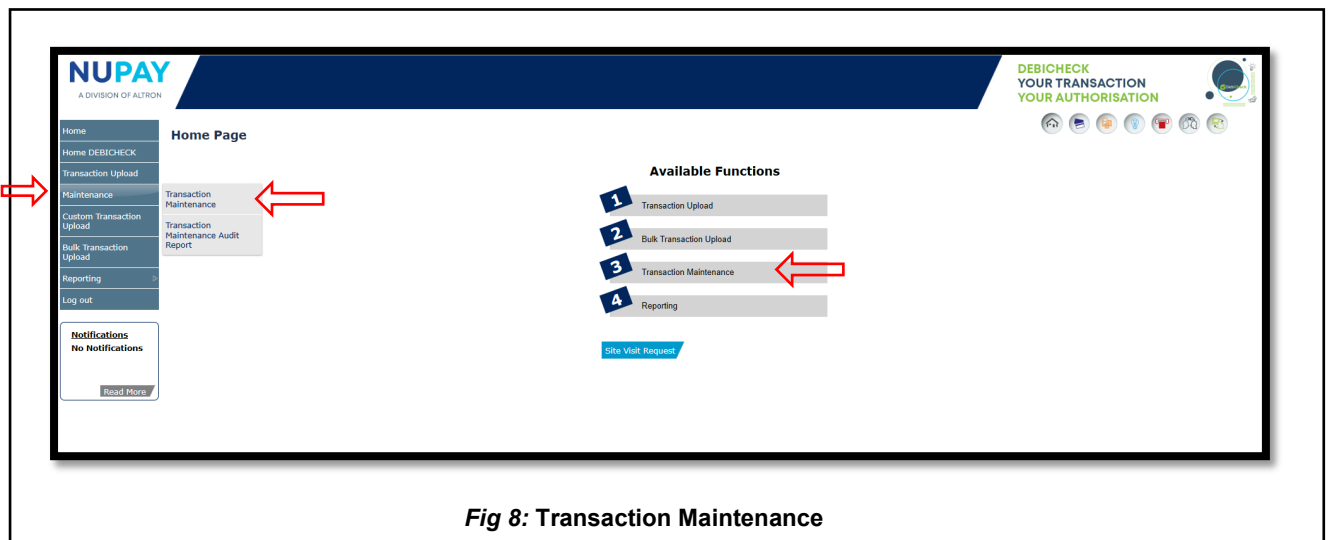 NUPAY
A DIVISION OF ALTRON
DEBICHECK
YOUR TRANSACTION
YOUR AUTHORISATION
Home
Home DEBICHECK
Transaction Upload
Maintenance
Custom Transaction
Upload
Bulk Transaction
Upload
Reporting
Log out
Home Page
Transaction
Maintenance
Transaction
Maintenance Audit
Report
Available Functions
1 Transaction Upload
2 Bulk Transaction Upload
3 Transaction Maintenance
4 Reporting
Site Visit Request
Notifications
No Notifications
Read More
Fig 8: Transaction Maintenance